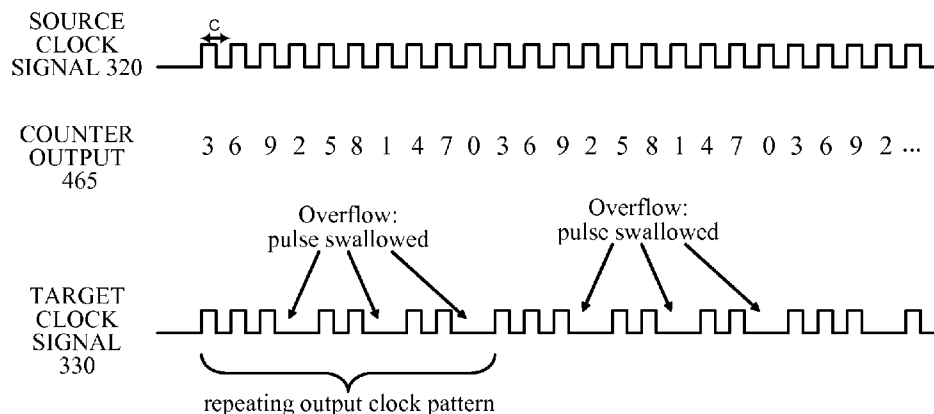 SOURCE
CLOCK
SIGNAL 320
C
COUNTER
OUTPUT
465
3 6 9 2 5 8 1 4 7 0 3 6 9 2 5 8 1 4 7 0 3 6 9 2 ...
Overflow:
pulse swallowed
Overflow:
pulse swallowed
TARGET
CLOCK
SIGNAL
330
repeating output clock pattern